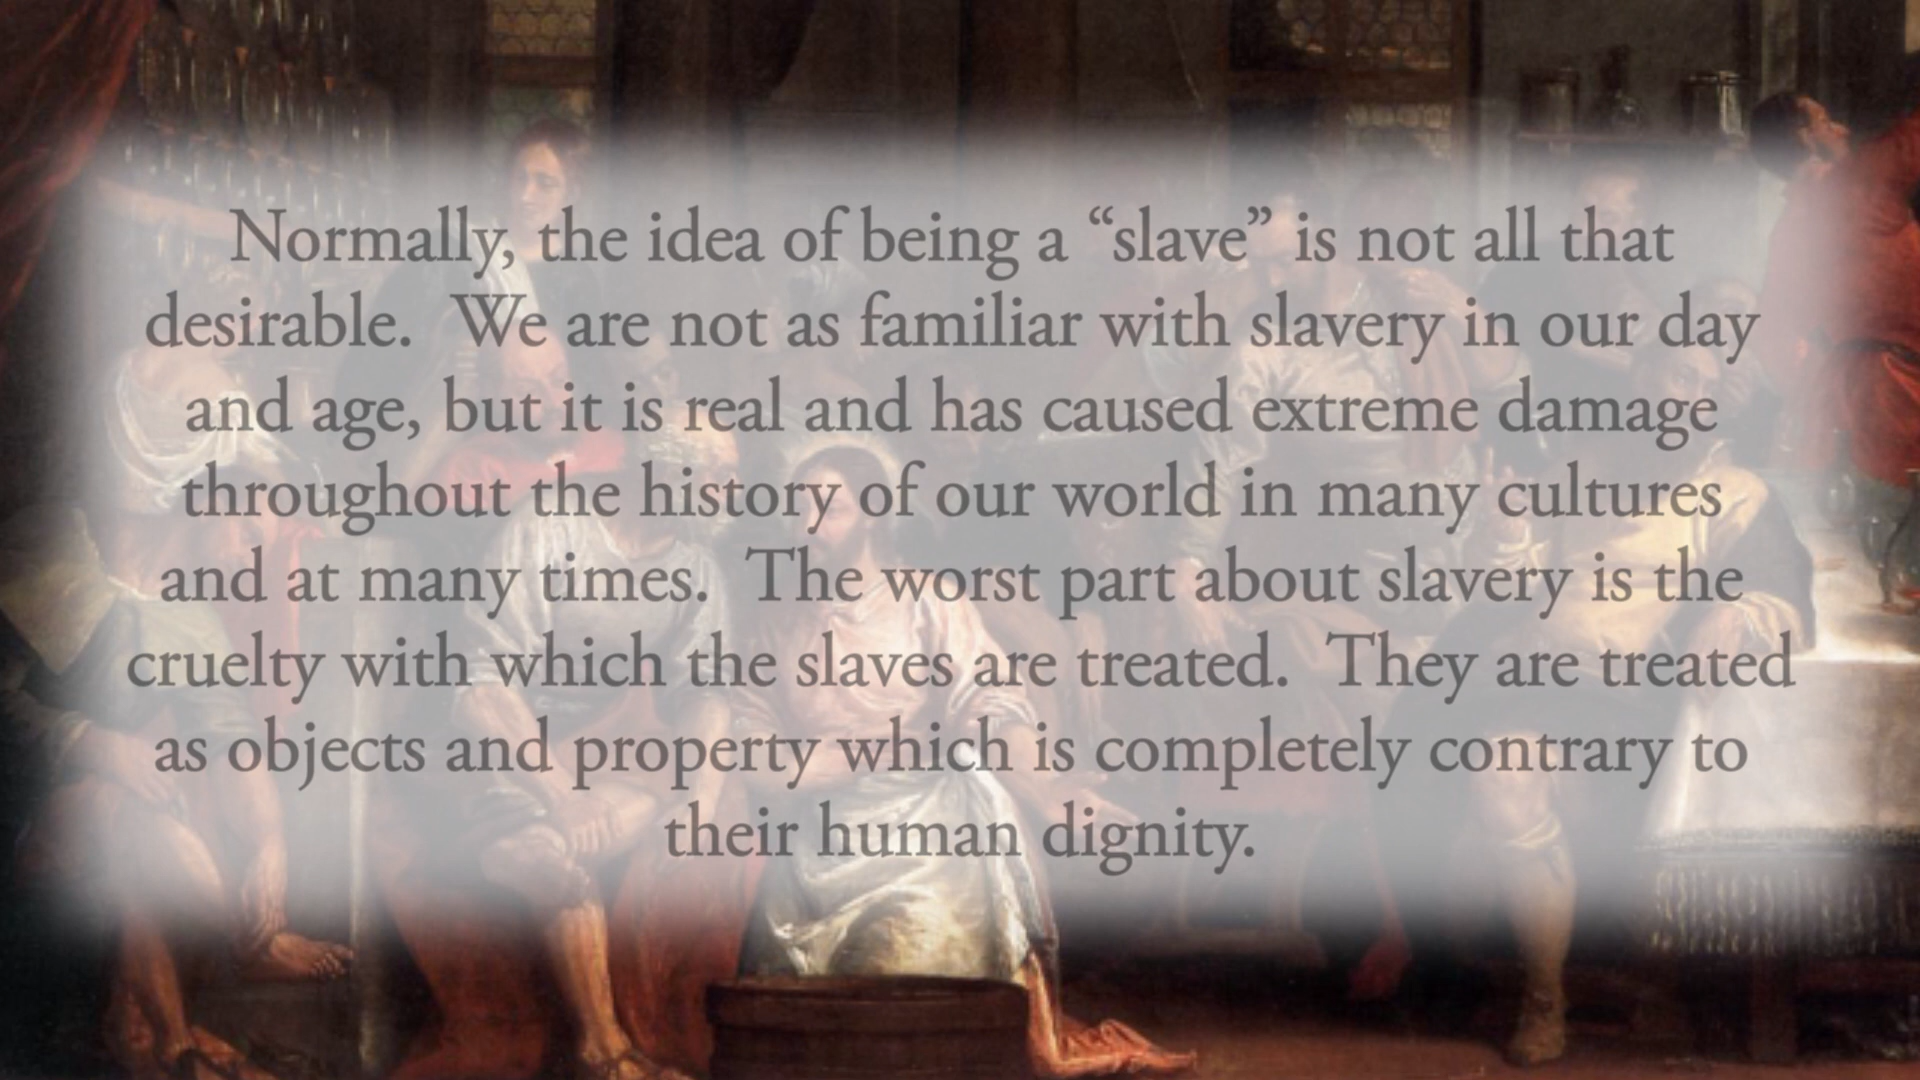 Normally, the idea of being a “slave” is not all that
desirable.  We are not as familiar with slavery in our day
and age, but it is real and has caused extreme damage
throughout the history of our world in many cultures
and at many times.  The worst part about slavery is the
cruelty with which the slaves are treated.  They are treated
as objects and property which is completely contrary to
their human dignity.